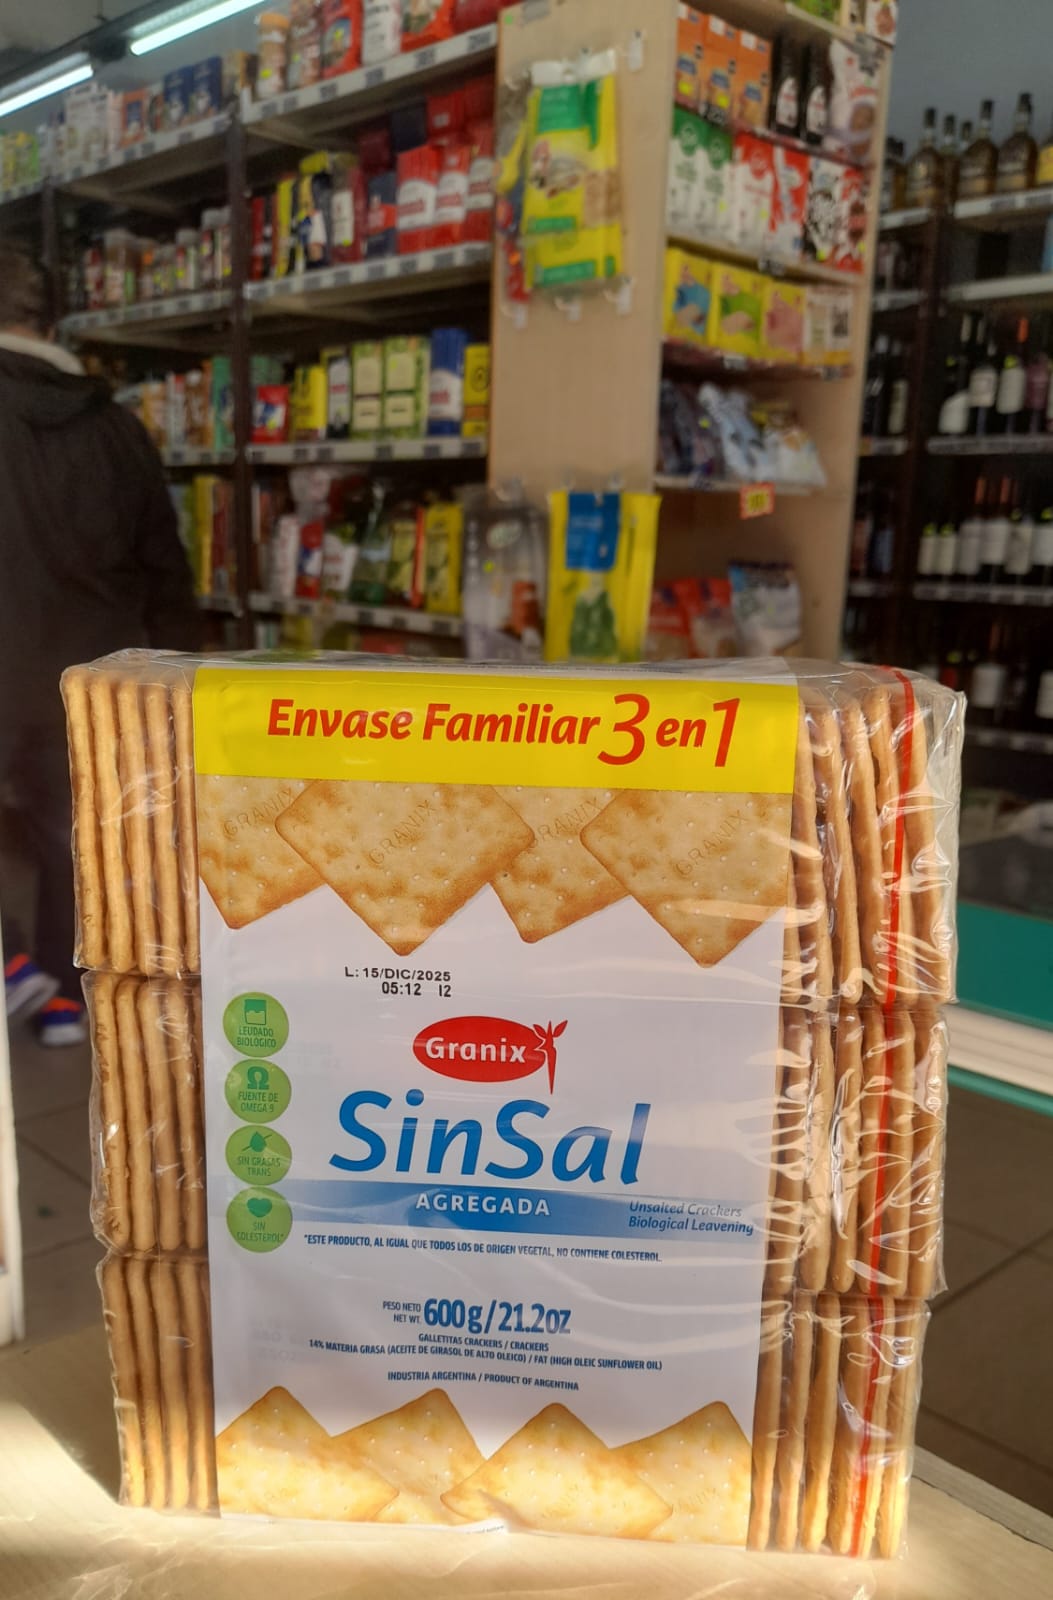 Envase Familiar 3 en 1
GRANIX
GRANIX
GRANIX
GRANIX
L: 15/DIC/2025
05:12 12
LEUDADO
BIOLÓGICO
FUENTE DE
OMEGA 9
SIN GRASAS
TRANS
SIN
COLESTEROL*
Granix
SinSal
AGREGADA
Unsalted Crackers
Biological Leavening
*ESTE PRODUCTO, AL IGUAL QUE TODOS LOS DE ORIGEN VEGETAL, NO CONTIENE COLESTEROL.
PESO NETO
NET WT. 600g/21.2oz
GALLETITAS CRACKERS / CRACKERS
14% MATERIA GRASA (ACEITE DE GIRASOL DE ALTO OLEICO) / FAT (HIGH OLEIC SUNFLOWER OIL)
INDUSTRIA ARGENTINA / PRODUCT OF ARGENTINA